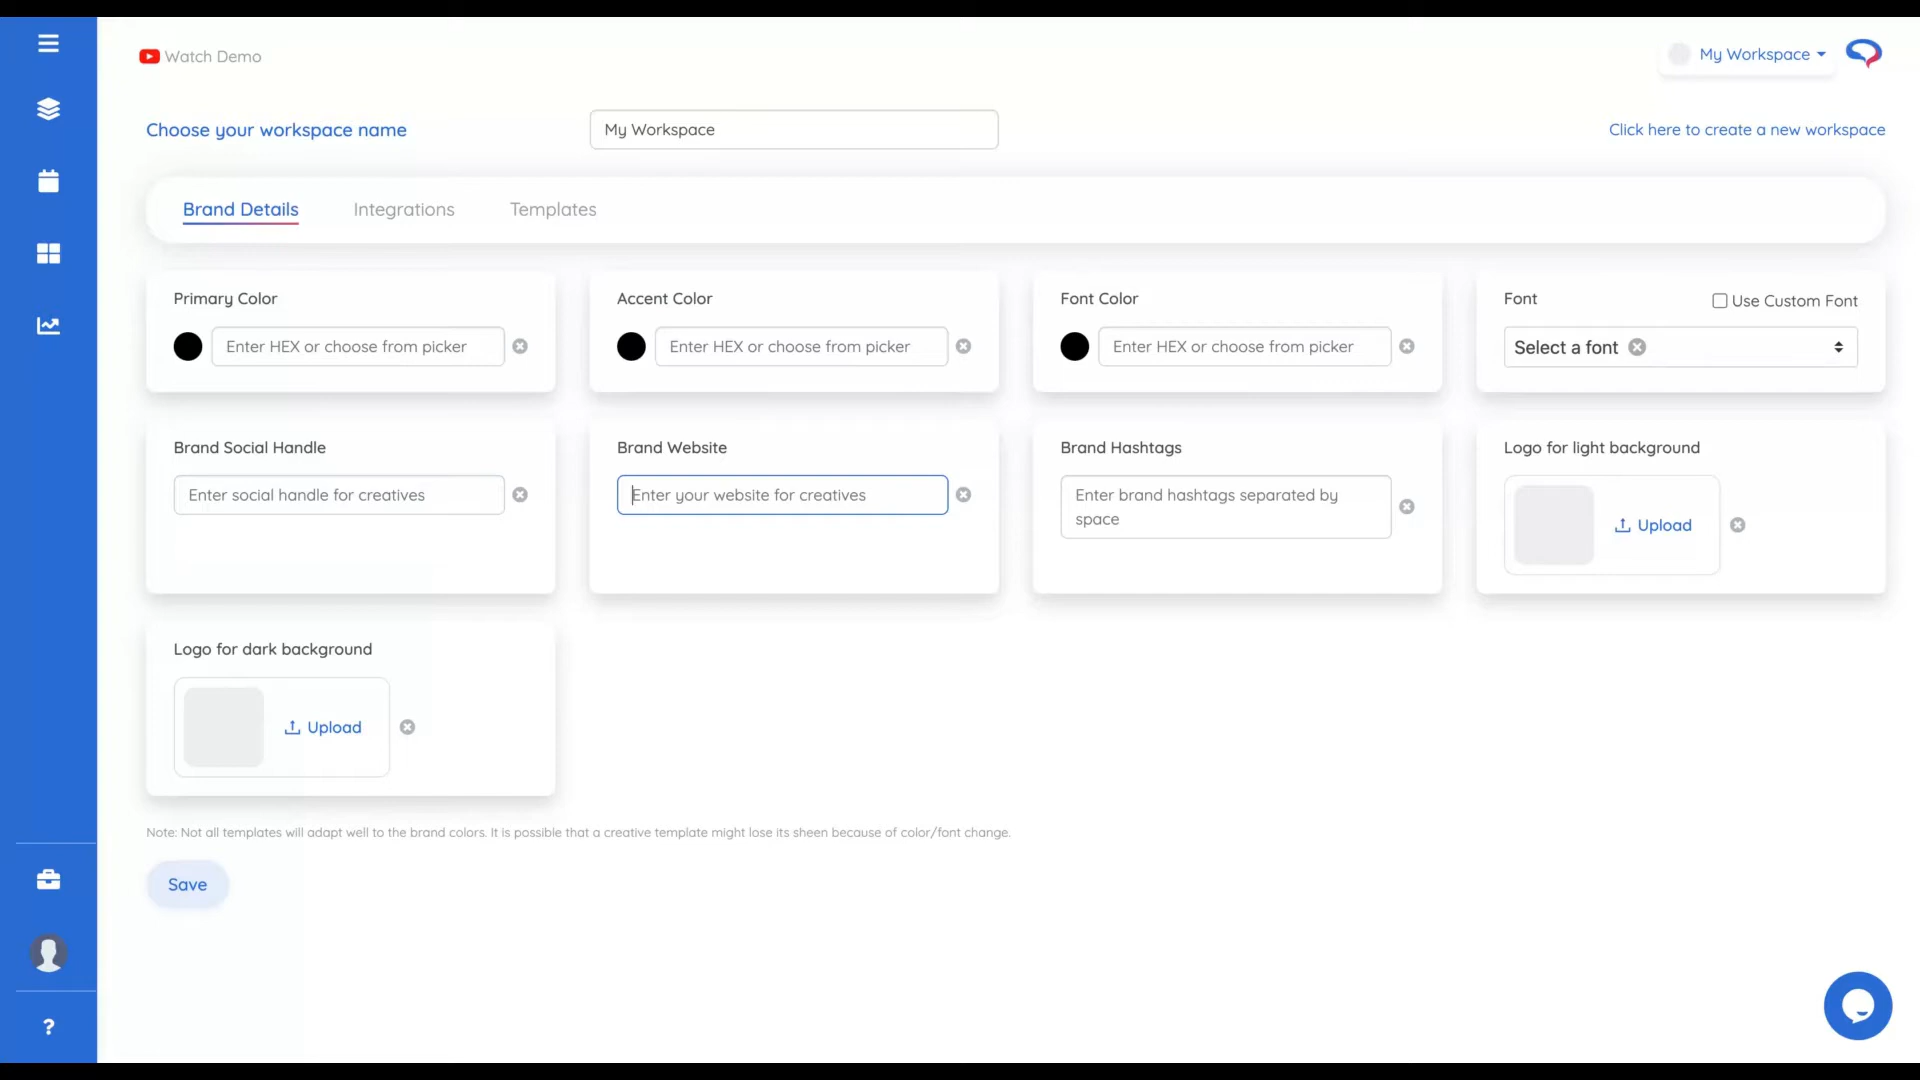 Watch Demo
My Workspace
Choose your workspace name
My Workspace
Click here to create a new workspace
Brand Details
Integrations
Templates
Primary Color
Enter HEX or choose from picker
Accent Color
Enter HEX or choose from picker
Font Color
Enter HEX or choose from picker
Font
Use Custom Font
Select a font
Brand Social Handle
Enter social handle for creatives
Brand Website
Enter your website for creatives
Brand Hashtags
Enter brand hashtags separated by
space
Logo for light background
Upload
Logo for dark background
Upload
Note: Not all templates will adapt well to the brand colors. It is possible that a creative template might lose its sheen because of color/font change.
Save
?